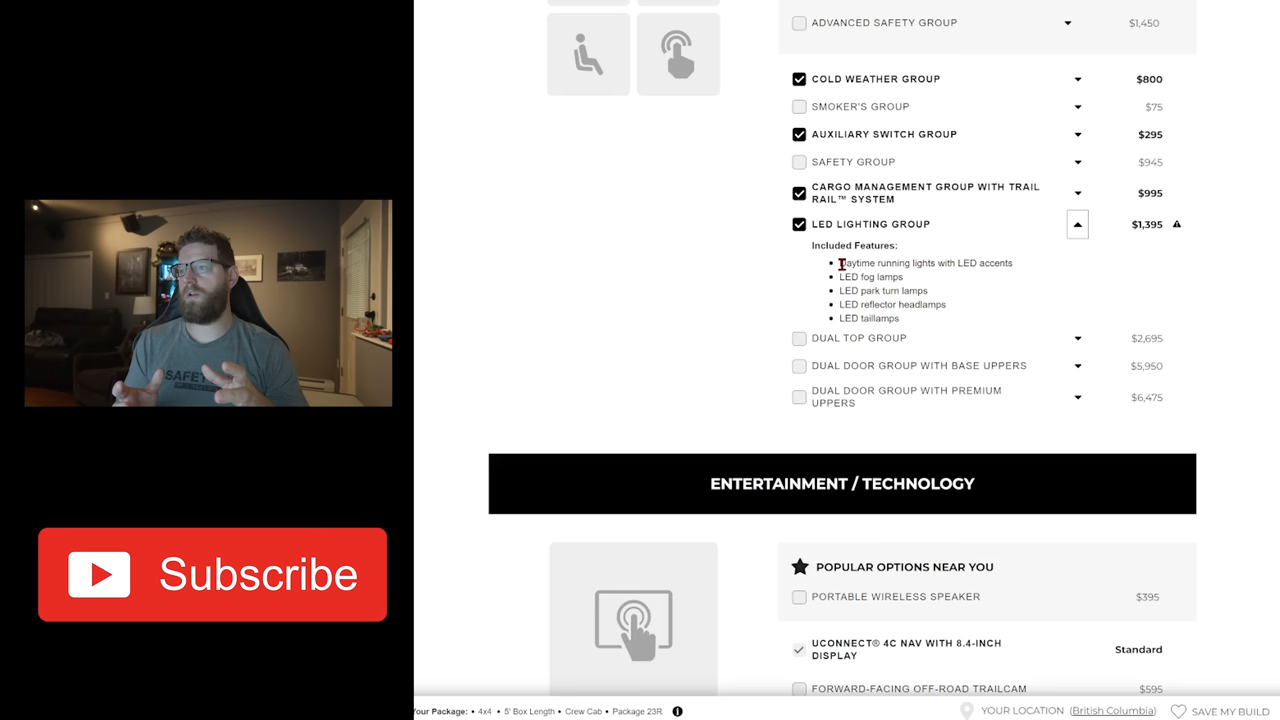 ADVANCED SAFETY GROUP $1,450
COLD WEATHER GROUP $800
SMOKER'S GROUP $75
AUXILIARY SWITCH GROUP $295
SAFETY GROUP $945
CARGO MANAGEMENT GROUP WITH TRAIL
RAIL™ SYSTEM $995
LED LIGHTING GROUP $1,395
Included Features:
• Daytime running lights with LED accents
• LED fog lamps
• LED park turn lamps
• LED reflector headlamps
• LED taillamps
DUAL TOP GROUP $2,695
DUAL DOOR GROUP WITH BASE UPPERS $5,950
DUAL DOOR GROUP WITH PREMIUM
UPPERS $6,475
ENTERTAINMENT / TECHNOLOGY
POPULAR OPTIONS NEAR YOU
PORTABLE WIRELESS SPEAKER $395
UCONNECT® 4C NAV WITH 8.4-INCH
DISPLAY Standard
FORWARD-FACING OFF-ROAD TRAILCAM $595
Your Package: • 4x4 • 5' Box Length • Crew Cab • Package 23R
YOUR LOCATION (British Columbia) SAVE MY BUILD
SAFE
Subscribe